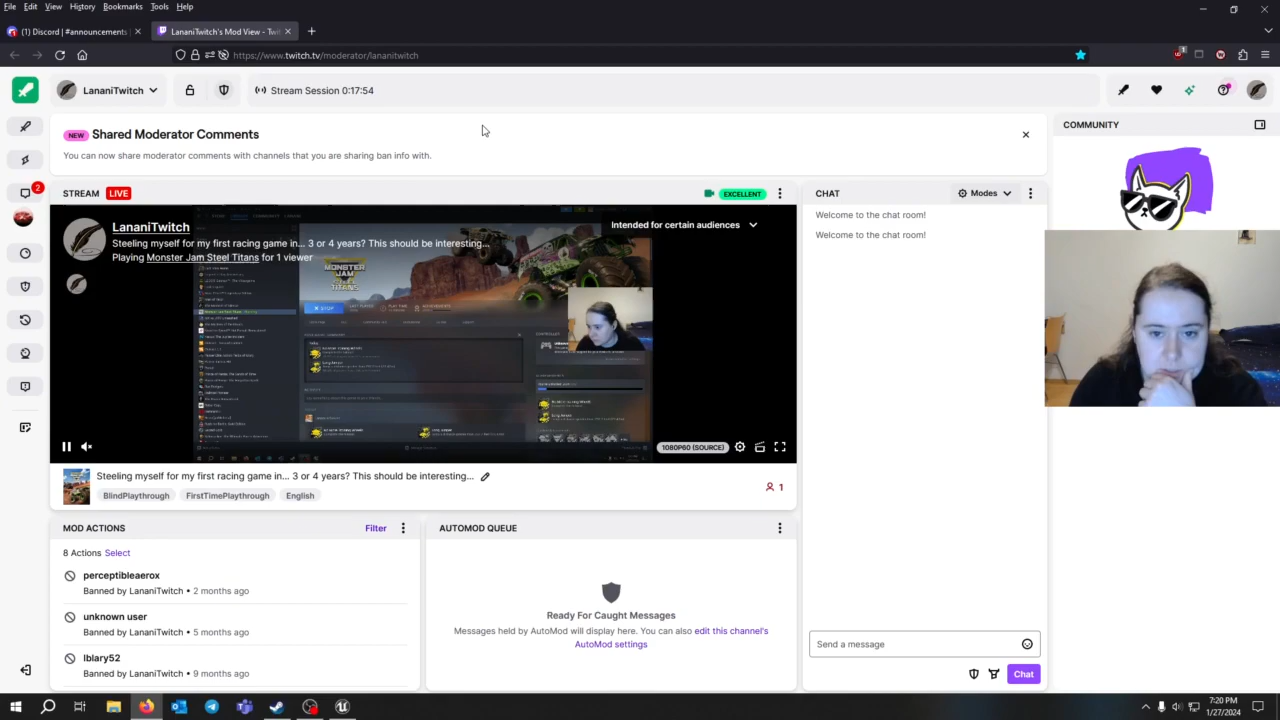 File Edit View History Bookmarks Tools Help
(1) Discord | #announcements
LananiTwitch's Mod View - Twit
https://www.twitch.tv/moderator/lananitwitch
LananiTwitch
Stream Session 0:17:54
NEW Shared Moderator Comments
You can now share moderator comments with channels that you are sharing ban info with.
COMMUNITY
2
STREAM LIVE
EXCELLENT
LananiTwitch
Steeling myself for my first racing game in... 3 or 4 years? This should be interesting...
Playing Monster Jam Steel Titans for 1 viewer
Intended for certain audiences
MONSTER JAM
STEEL TITANS
STOP
1080P60 (SOURCE)
Steeling myself for my first racing game in... 3 or 4 years? This should be interesting...
BlindPlaythrough FirstTimePlaythrough English
1
CHAT
Modes
Welcome to the chat room!
Welcome to the chat room!
MOD ACTIONS
Filter
8 Actions Select
perceptibleaerox
Banned by LananiTwitch • 2 months ago
unknown user
Banned by LananiTwitch • 5 months ago
lblary52
Banned by LananiTwitch • 9 months ago
AUTOMOD QUEUE
Ready For Caught Messages
Messages held by AutoMod will display here. You can also edit this channel's
AutoMod settings
Send a message
Chat
7:20 PM
1/27/2024